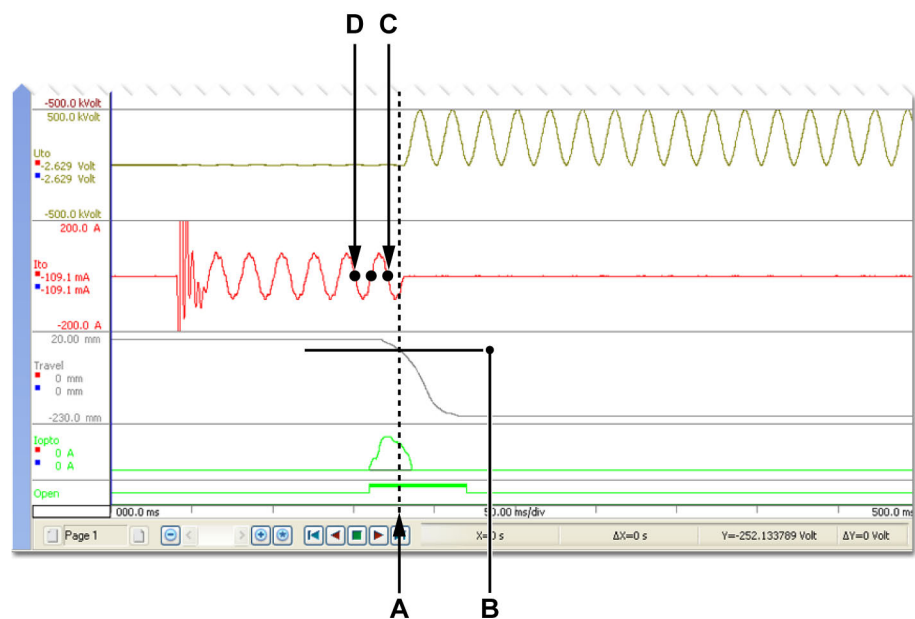 D C
-500.0 kVolt
500.0 kVolt
Uto
-2.629 Volt
-2.629 Volt
-500.0 kVolt
200.0 A
Ito
-109.1 mA
-109.1 mA
-200.0 A
20.00 mm
Travel
0 mm
0 mm
-230.0 mm
Iopto
0 A
0 A
Open
000.0 ms 50.00 ms/div 500.0 ms
Page 1 X=0 s ΔX=0 s Y=-252.133789 Volt ΔY=0 Volt
A B